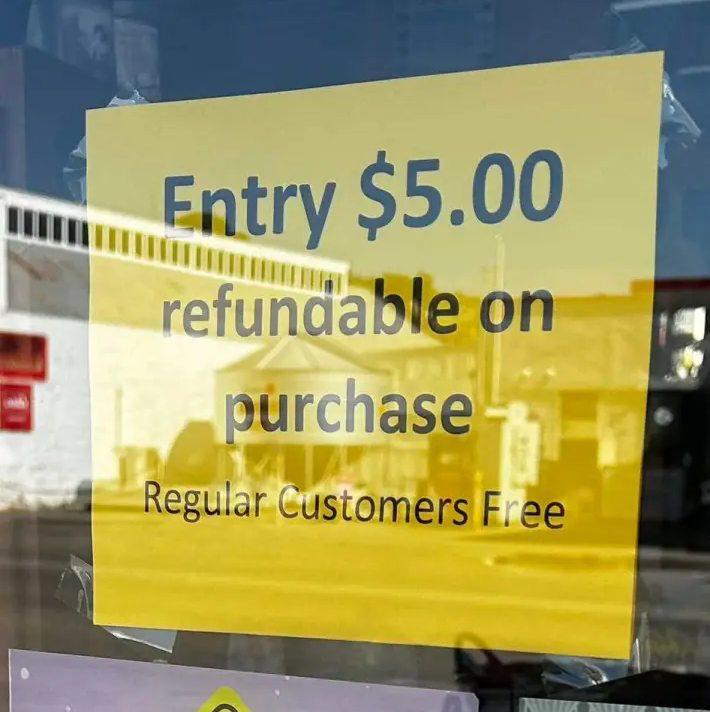 Entry $5.00
refundable on
purchase
Regular Customers Free